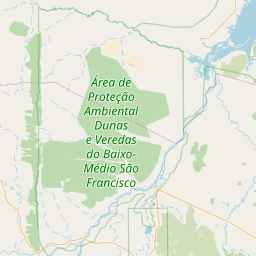 Área de
Proteção
Ambiental
Dunas
e Veredas
do Baixo-
Médio São
Francisco